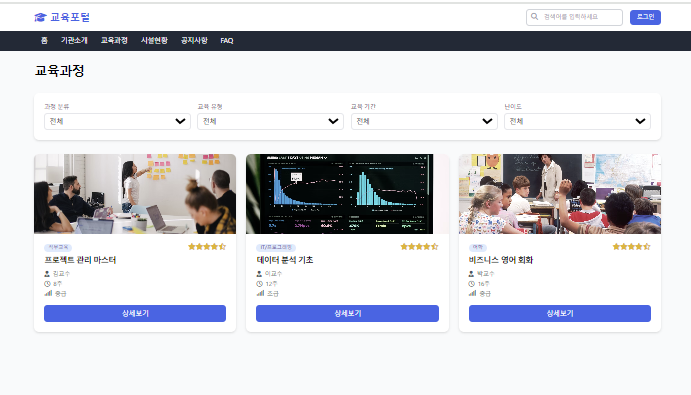 교육포털
검색어를 입력하세요
로그인
홈 기관소개 교육과정 시설현황 공지사항 FAQ
교육과정
과정 분류 교육 유형 교육 기간 난이도
전체 전체 전체 전체
직무교육
프로젝트 관리 마스터
김교수
8주
중급
상세보기
IT/프로그래밍
데이터 분석 기초
이교수
12주
초급
상세보기
어학
비즈니스 영어 회화
박교수
16주
중급
상세보기